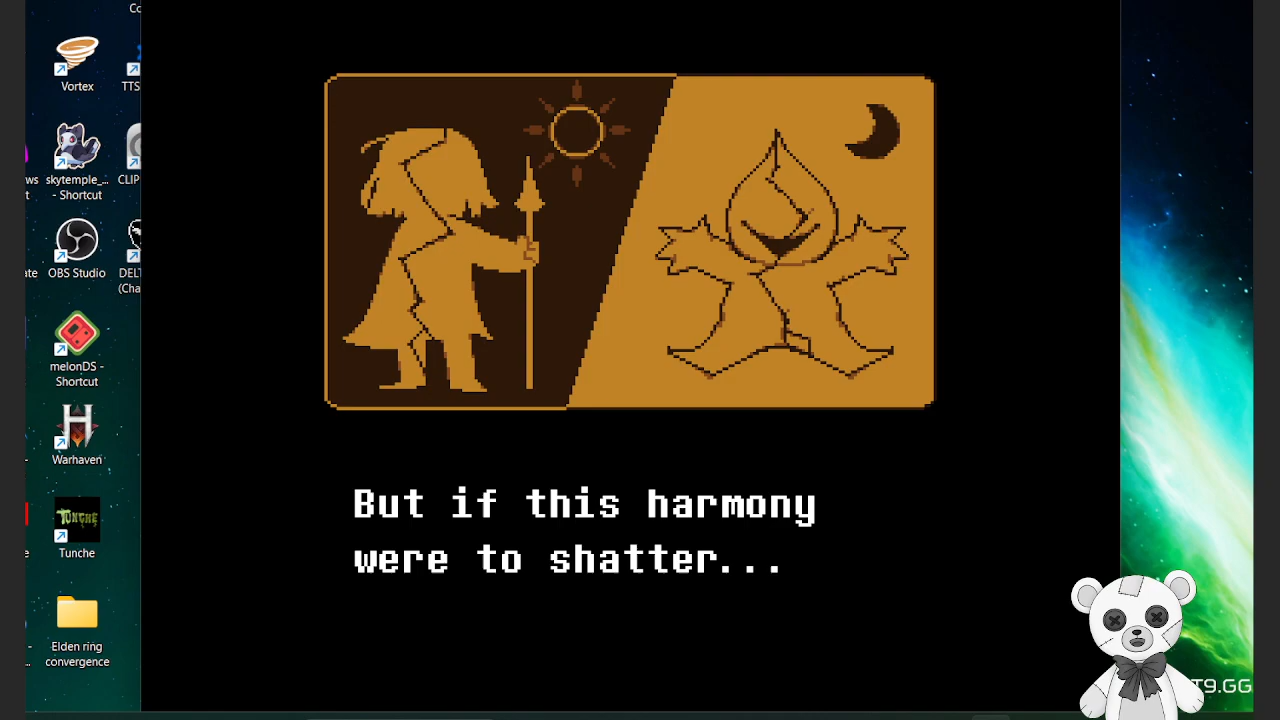 Co
Vortex
TTS
ws
t
skytemple_...
- Shortcut
CLIP
ate
OBS Studio
DEL
(Cha
melonDS -
Shortcut
Warhaven
TUNCHE
e
Tunche
Elden ring
convergence
But if this harmony
were to shatter...
T9.GG